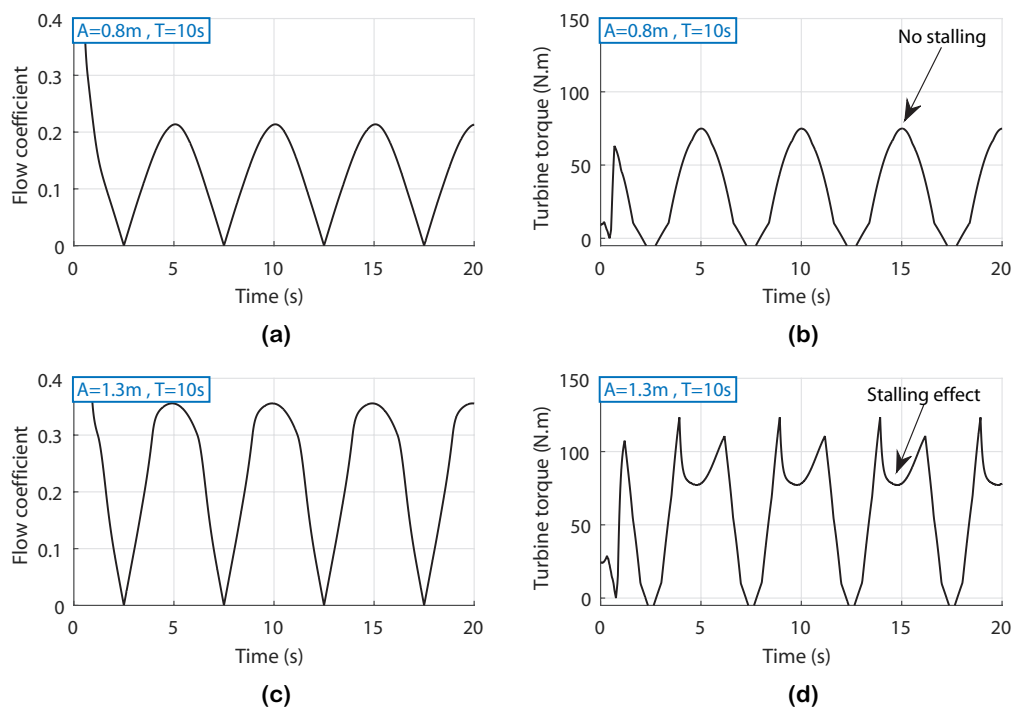 A=0.8m , T=10s
Flow coefficient
0.4
0.3
0.2
0.1
0
0 5 10 15 20
Time (s)
(a)
A=0.8m , T=10s
No stalling
Turbine torque (N.m)
150
100
50
0
0 5 10 15 20
Time (s)
(b)
A=1.3m , T=10s
Flow coefficient
0.4
0.3
0.2
0.1
0
0 5 10 15 20
Time (s)
(c)
A=1.3m , T=10s
Stalling effect
Turbine torque (N.m)
150
100
50
0
0 5 10 15 20
Time (s)
(d)